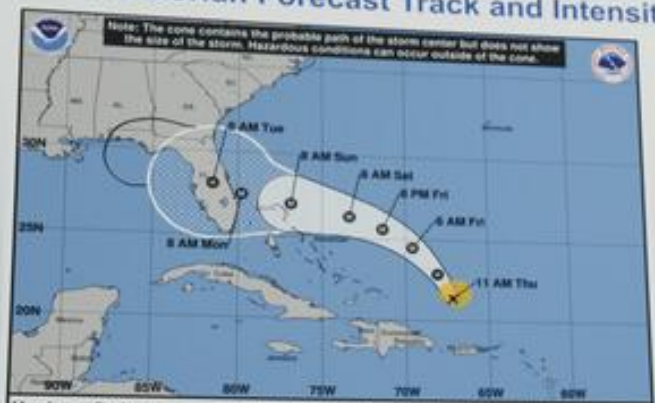 Forecast Track and Intensit
Note: The cone contains the probable path of the storm center but does not show
the size of the storm. Hazardous conditions can occur outside of the cone.
30N
25N
20N
8 AM Tue
8 AM Sun
8 AM Sat
8 PM Fri
8 AM Fri
8 AM Mon
11 AM Thu
Cuba
Mexico
Jamaica
90W 85W 80W 75W 70W 65W 60W